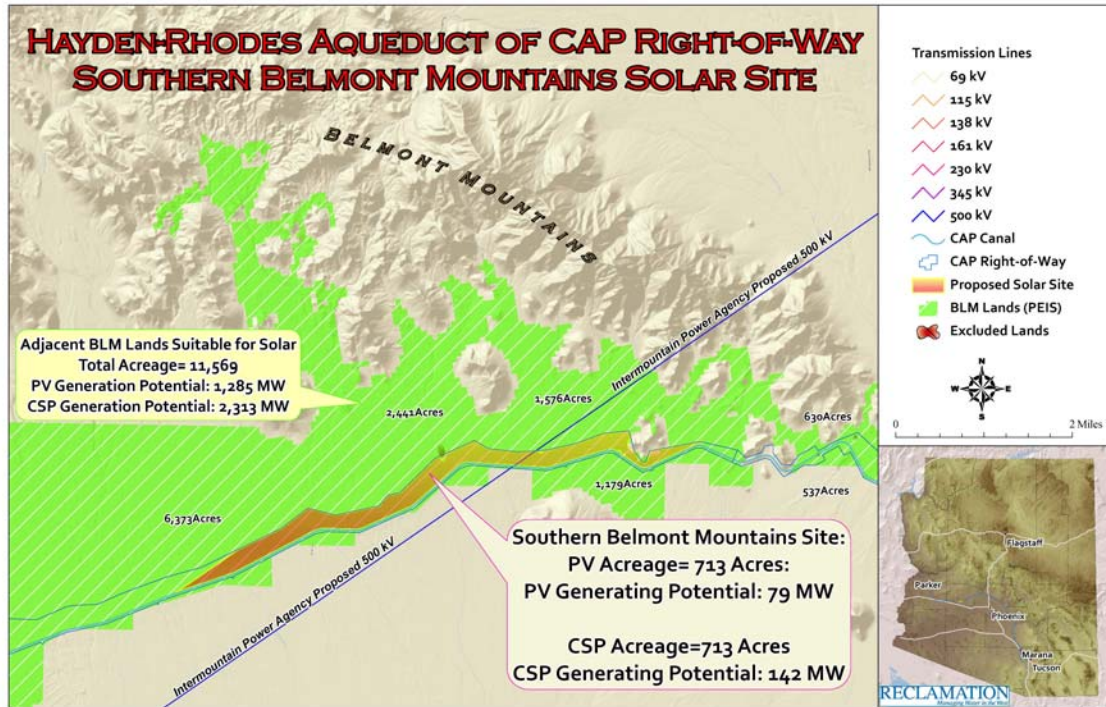 HAYDEN-RHODES AQUEDUCT OF CAP RIGHT-OF-WAY
SOUTHERN BELMONT MOUNTAINS SOLAR SITE
BELMONT MOUNTAINS
Intermountain Power Agency Proposed 500 kV
Adjacent BLM Lands Suitable for Solar
Total Acreage= 11,569
PV Generation Potential: 1,285 MW
CSP Generation Potential: 2,313 MW
2,441Acres
1,576Acres
630Acres
1,179Acres
537Acres
6,373Acres
Intermountain Power Agency Proposed 500 kV
Southern Belmont Mountains Site:
PV Acreage= 713 Acres:
PV Generating Potential: 79 MW
CSP Acreage=713 Acres
CSP Generating Potential: 142 MW
Transmission Lines
69 kV
115 kV
138 kV
161 kV
230 kV
345 kV
500 kV
CAP Canal
CAP Right-of-Way
Proposed Solar Site
BLM Lands (PEIS)
Excluded Lands
N
W E
S
0 2 Miles
Flagstaff
Parker
Phoenix
Marana
Tucson
RECLAMATION
Managing Water in the West